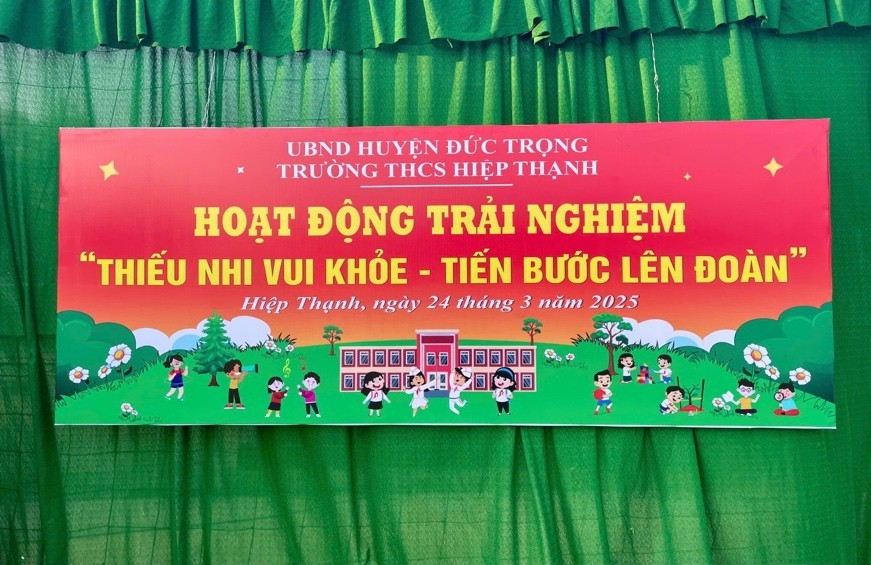 UBND HUYỆN ĐỨC TRỌNG
TRƯỜNG THCS HIỆP THẠNH
HOẠT ĐỘNG TRẢI NGHIỆM
“THIẾU NHI VUI KHỎE - TIẾN BƯỚC LÊN ĐOÀN”
Hiệp Thạnh, ngày 24 tháng 3 năm 2025